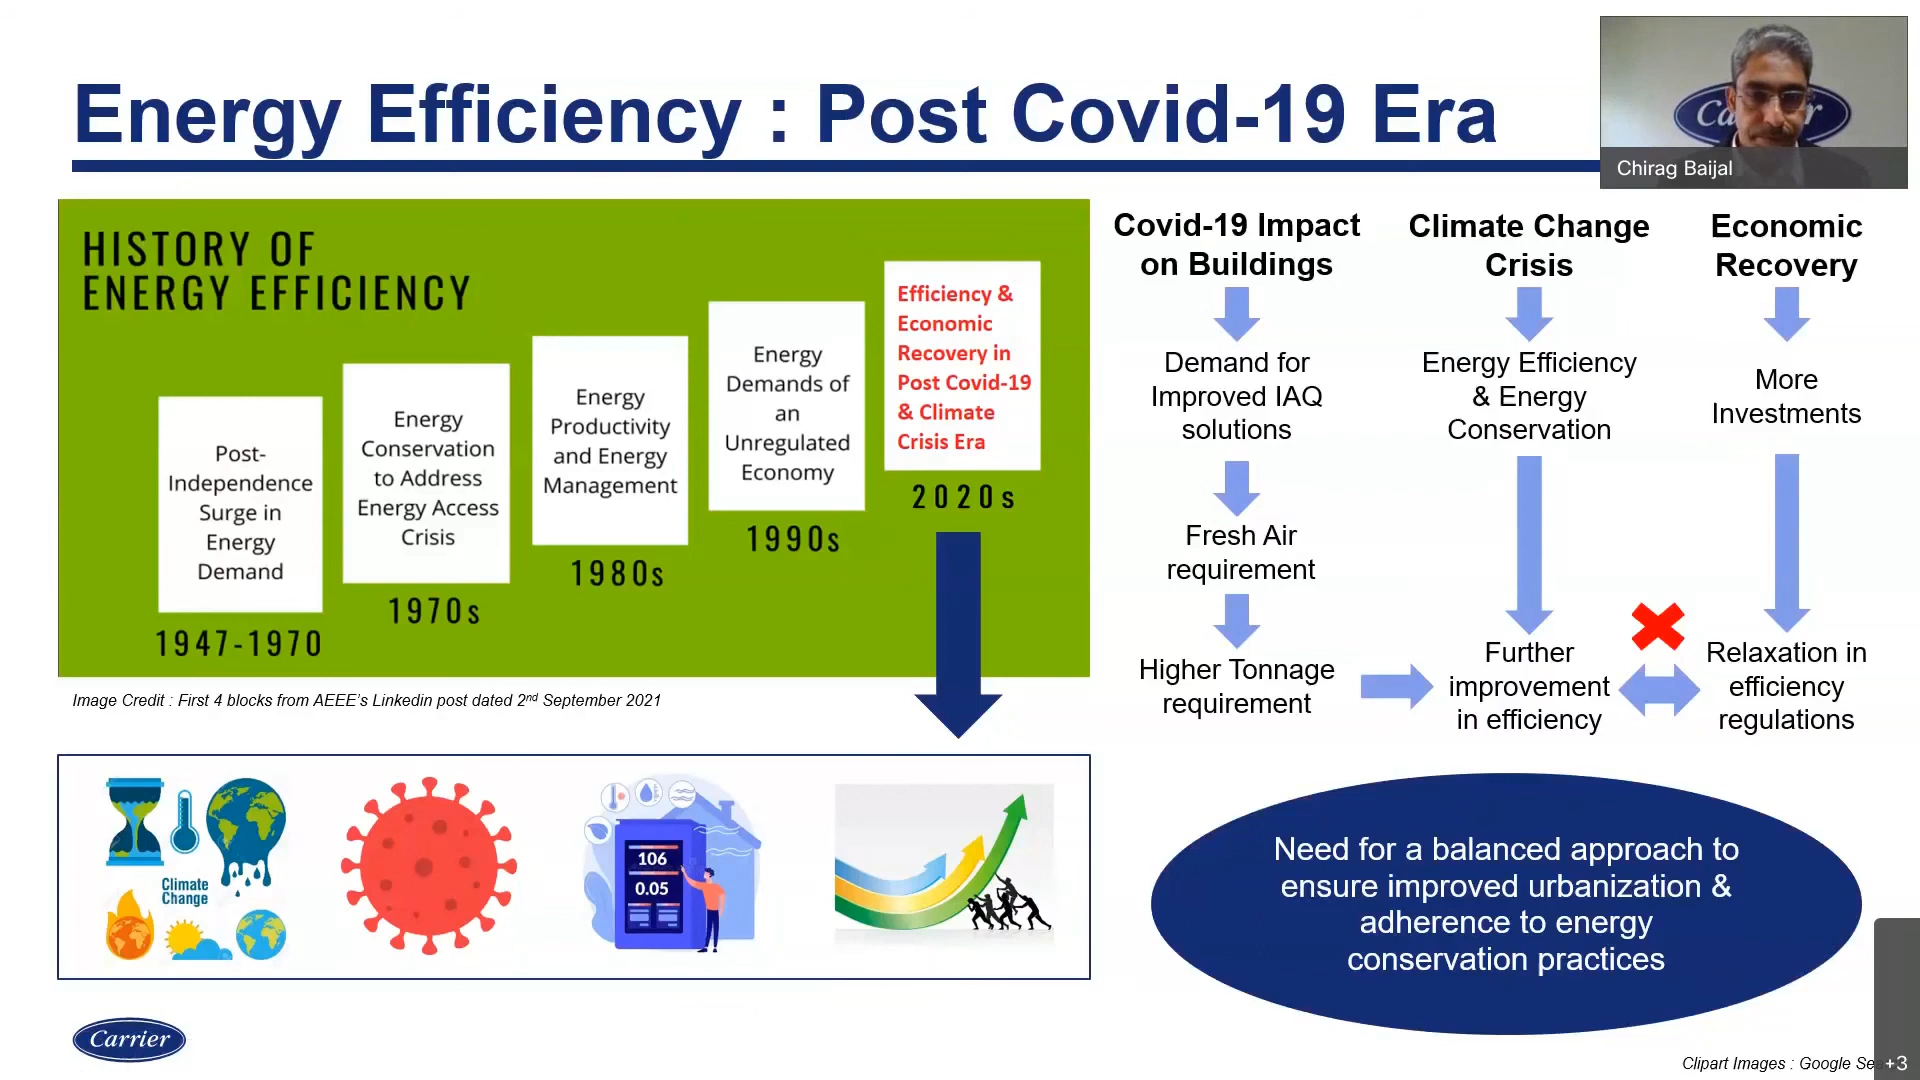 Energy Efficiency : Post Covid-19 Era
Carrier
Chirag Baijal
HISTORY OF
ENERGY EFFICIENCY
Post-
Independence
Surge in
Energy
Demand
1947-1970
Energy
Conservation
to Address
Energy Access
Crisis
1970s
Energy
Productivity
and Energy
Management
1980s
Energy
Demands of
an
Unregulated
Economy
1990s
Efficiency &
Economic
Recovery in
Post Covid-19
& Climate
Crisis Era
2020s
Image Credit : First 4 blocks from AEEE's Linkedin post dated 2nd September 2021
Climate
Change
106
0.05
Covid-19 Impact
on Buildings
Demand for
Improved IAQ
solutions
Fresh Air
requirement
Higher Tonnage
requirement
Climate Change
Crisis
Energy Efficiency
& Energy
Conservation
Further
improvement
in efficiency
Economic
Recovery
More
Investments
Relaxation in
efficiency
regulations
Need for a balanced approach to
ensure improved urbanization &
adherence to energy
conservation practices
Carrier
Clipart Images : Google
+3